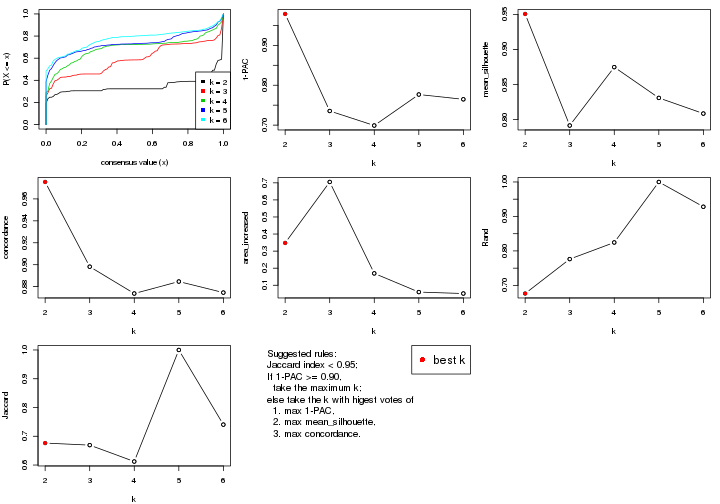 P(X <= x)
0.0 0.2 0.4 0.6 0.8 1.0
k = 2
k = 3
k = 4
k = 5
k = 6
0.0 0.2 0.4 0.6 0.8 1.0
consensus value (x)
1-PAC
0.70 0.80 0.90
2 3 4 5 6
k
mean_silhouette
0.80 0.85 0.90 0.95
2 3 4 5 6
k
concordance
0.88 0.90 0.92 0.94 0.96
2 3 4 5 6
k
area_increased
0.1 0.2 0.3 0.4 0.5 0.6 0.7
2 3 4 5 6
k
Rand
0.70 0.80 0.90 1.00
2 3 4 5 6
k
Jaccard
0.6 0.7 0.8 0.9 1.0
2 3 4 5 6
k
Suggested rules:
Jaccard index < 0.95;
If 1-PAC >= 0.90,
take the maximum k;
else take the k with higest votes of
1. max 1-PAC,
2. max mean_silhouette,
3. max concordance.
best k